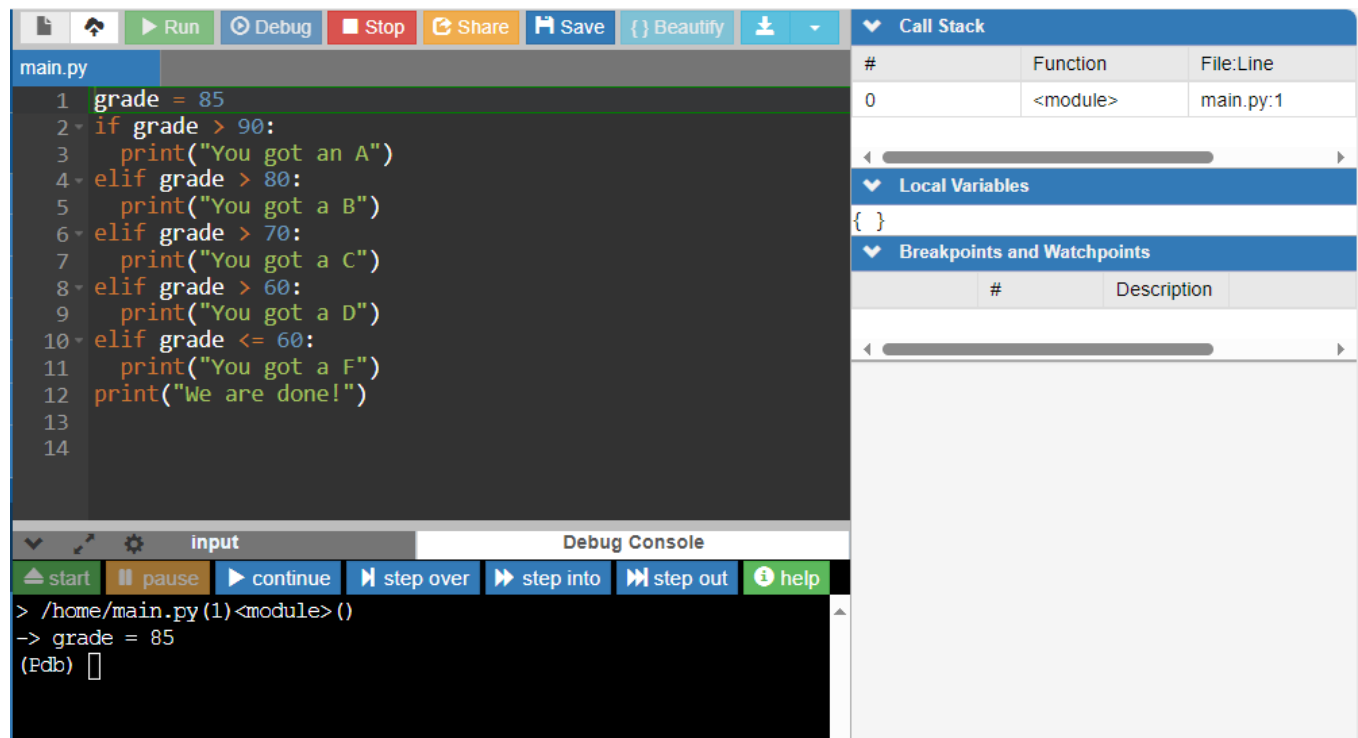 Run Debug Stop Share Save { } Beautify
main.py
1 grade = 85
2 if grade > 90:
3   print("You got an A")
4 elif grade > 80:
5   print("You got a B")
6 elif grade > 70:
7   print("You got a C")
8 elif grade > 60:
9   print("You got a D")
10 elif grade <= 60:
11   print("You got a F")
12 print("We are done!")
13
14
input Debug Console
start pause continue step over step into step out help
> /home/main.py(1)<module>()
-> grade = 85
(Pdb)
Call Stack
# Function File:Line
0 <module> main.py:1
Local Variables
{ }
Breakpoints and Watchpoints
# Description